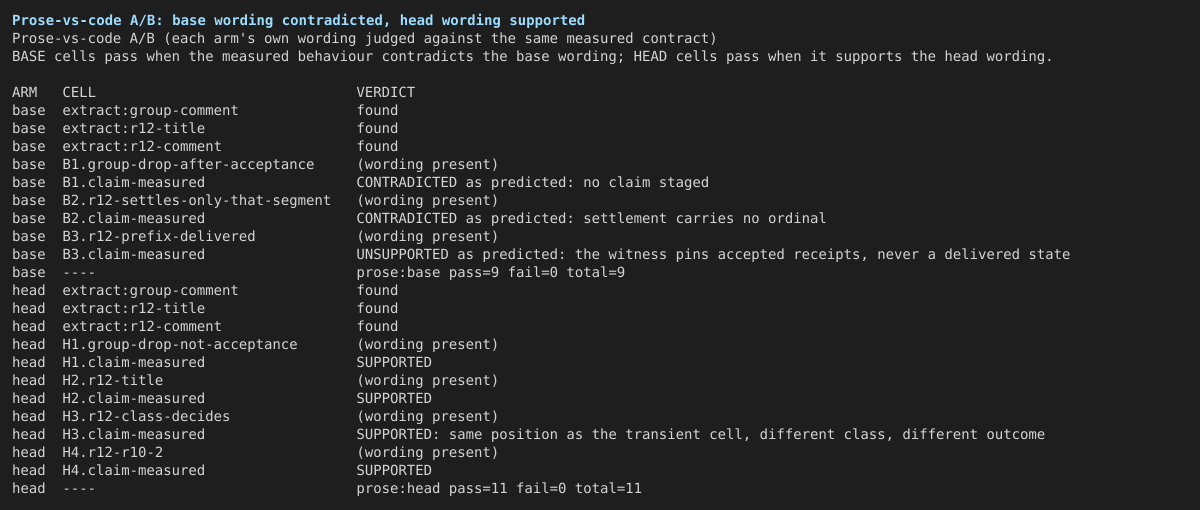 Prose-vs-code A/B: base wording contradicted, head wording supported
Prose-vs-code A/B (each arm's own wording judged against the same measured contract)
BASE cells pass when the measured behaviour contradicts the base wording; HEAD cells pass when it supports the head wording.
ARM   CELL                               VERDICT
base  extract:group-comment              found
base  extract:r12-title                  found
base  extract:r12-comment                found
base  B1.group-drop-after-acceptance     (wording present)
base  B1.claim-measured                  CONTRADICTED as predicted: no claim staged
base  B2.r12-settles-only-that-segment   (wording present)
base  B2.claim-measured                  CONTRADICTED as predicted: settlement carries no ordinal
base  B3.r12-prefix-delivered            (wording present)
base  B3.claim-measured                  UNSUPPORTED as predicted: the witness pins accepted receipts, never a delivered state
base  ----                               prose:base pass=9 fail=0 total=9
head  extract:group-comment              found
head  extract:r12-title                  found
head  extract:r12-comment                found
head  H1.group-drop-not-acceptance       (wording present)
head  H1.claim-measured                  SUPPORTED
head  H2.r12-title                       (wording present)
head  H2.claim-measured                  SUPPORTED
head  H3.r12-class-decides               (wording present)
head  H3.claim-measured                  SUPPORTED: same position as the transient cell, different class, different outcome
head  H4.r12-r10-2                       (wording present)
head  H4.claim-measured                  SUPPORTED
head  ----                               prose:head pass=11 fail=0 total=11